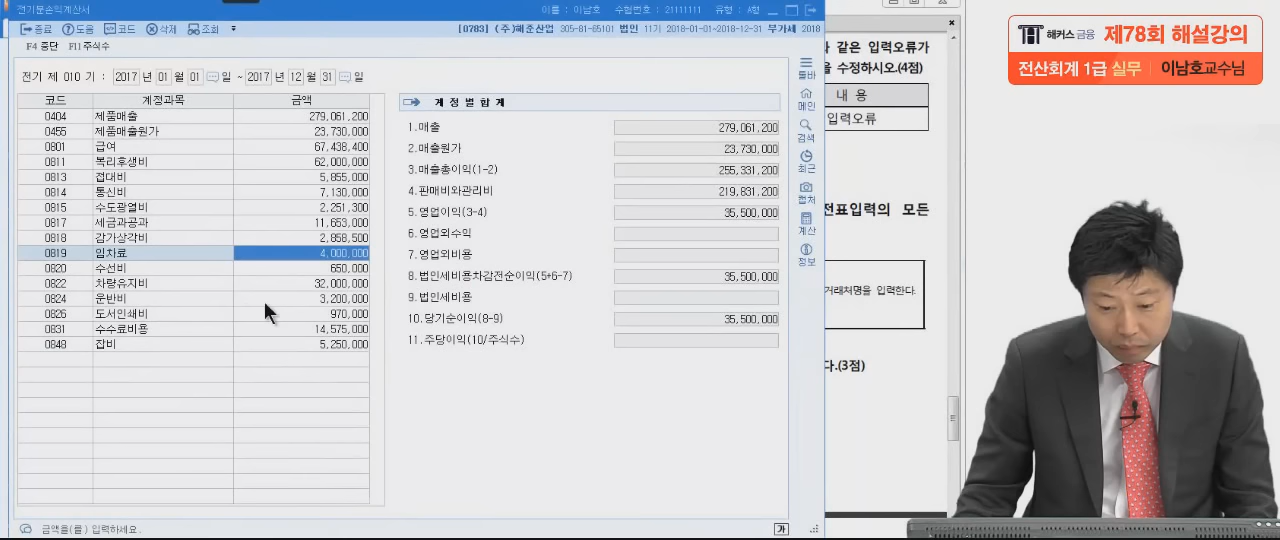 전기분손익계산서
이름 : 이남호 수험번호 : 21111111 유형 : A형
종료 도움 코드 삭제 조회
[0783] (주)해준산업 305-81-65101 법인 11기 2018-01-01~2018-12-31 부가세 2018
F4 중단 F11 주식수
전기 제 010 기 : 2017 년 01 월 01 일 ~ 2017 년 12 월 31 일
코드 계정과목 금액
0404 제품매출 279,061,200
0455 제품매출원가 23,730,000
0801 급여 67,438,400
0811 복리후생비 62,000,000
0813 접대비 5,855,000
0814 통신비 7,130,000
0815 수도광열비 2,251,300
0817 세금과공과 11,653,000
0818 감가상각비 2,858,500
0819 임차료 4,000,000
0820 수선비 650,000
0822 차량유지비 32,000,000
0824 운반비 3,200,000
0826 도서인쇄비 970,000
0831 수수료비용 14,575,000
0848 잡비 5,250,000
계 정 별 합 계
1.매출 279,061,200
2.매출원가 23,730,000
3.매출총이익(1-2) 255,331,200
4.판매비와관리비 219,831,200
5.영업이익(3-4) 35,500,000
6.영업외수익
7.영업외비용
8.법인세비용차감전순이익(5+6-7) 35,500,000
9.법인세비용
10.당기순이익(8-9) 35,500,000
11.주당이익(10/주식수)
툴바
메인
검색
최근
캡처
계산
정보
금액을(를) 입력하세요.
가
같은 입력오류가
을 수정하시오.(4점)
내 용
입력오류
전표입력의 모든
거래처명을 입력한다.
다.(3점)
해커스 금융 제78회 해설강의
전산회계 1급 실무 이남호교수님